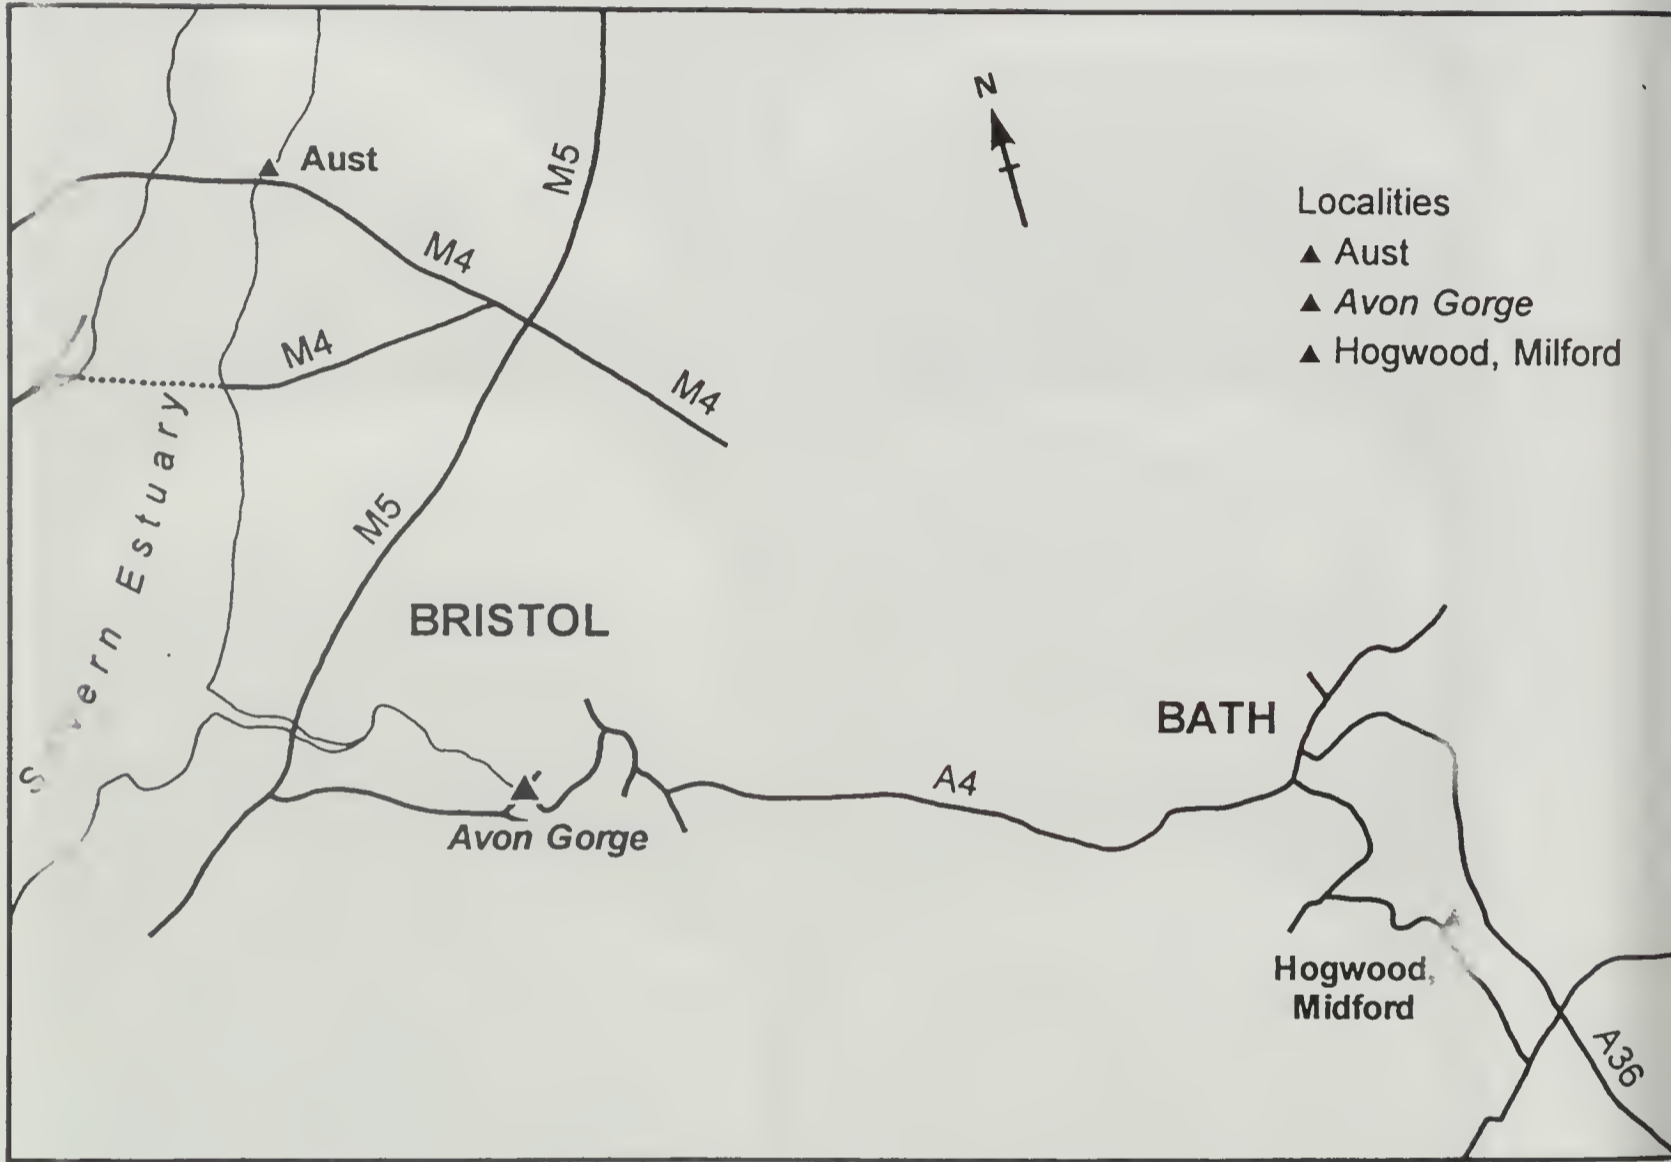 N
Aust
M5
Localities
▲ Aust
▲ Avon Gorge
▲ Hogwood, Milford
M4
M4
M4
Estuary
M5
BRISTOL
BATH
A4
Avon Gorge
Hogwood,
Midford
A36